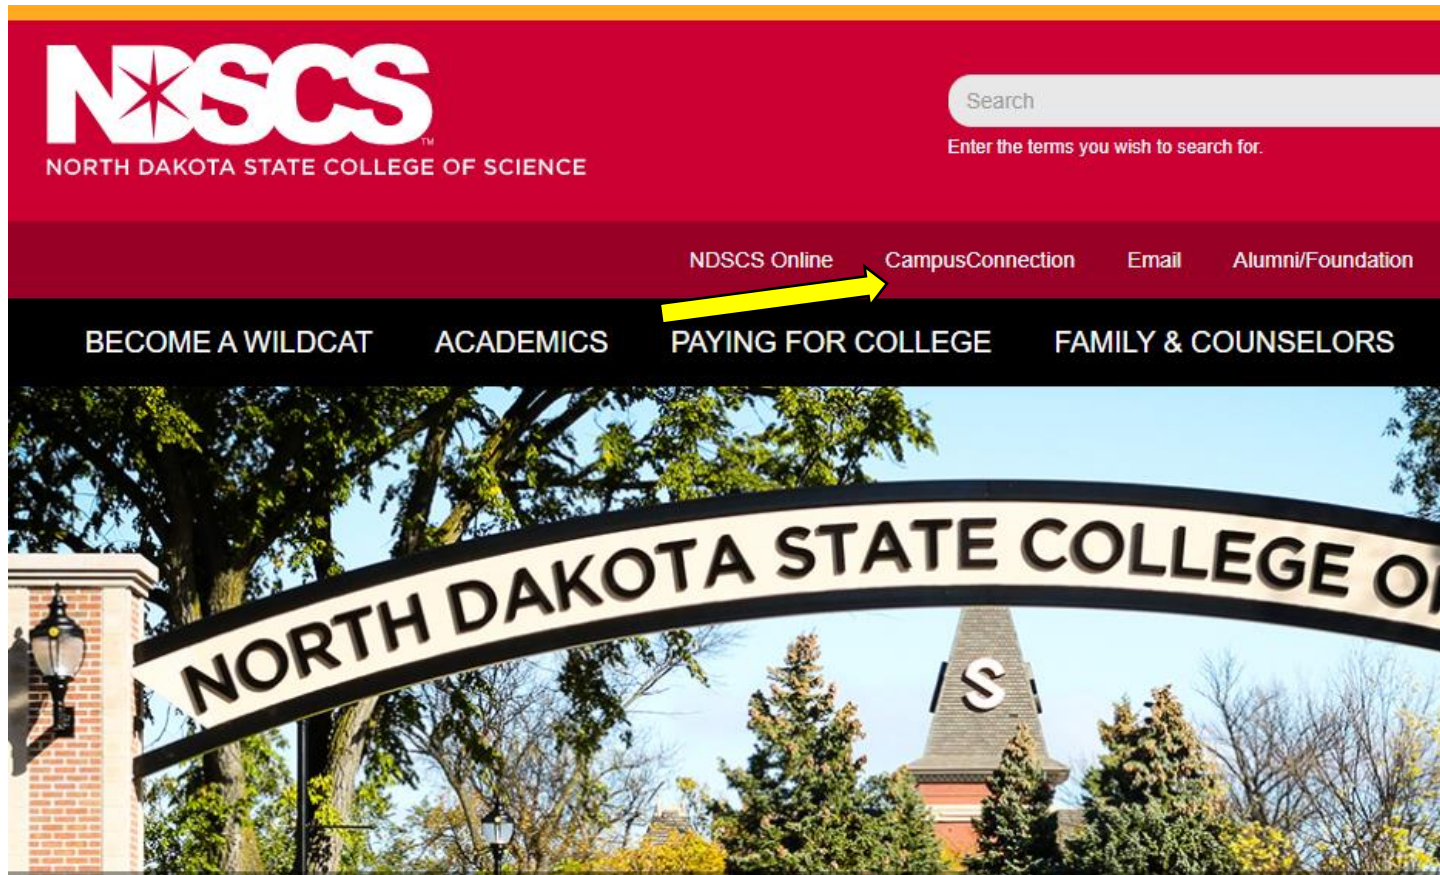 NDSCS™
NORTH DAKOTA STATE COLLEGE OF SCIENCE
Search
Enter the terms you wish to search for.
NDSCS Online CampusConnection Email Alumni/Foundation
BECOME A WILDCAT ACADEMICS PAYING FOR COLLEGE FAMILY & COUNSELORS
NORTH DAKOTA STATE COLLEGE
S